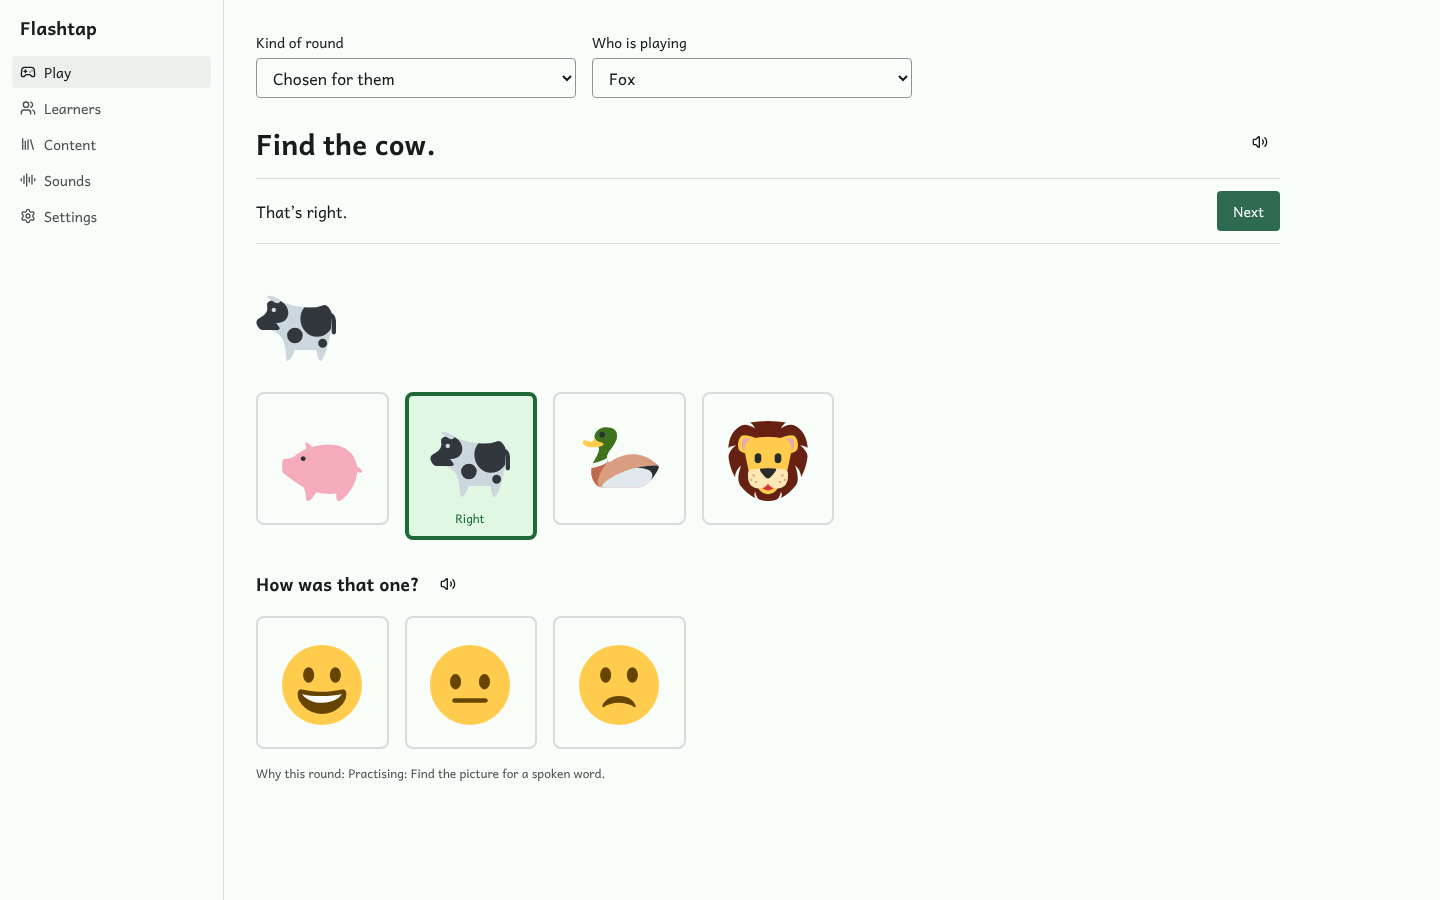 Flashtap
Play
Learners
Content
Sounds
Settings
Kind of round
Who is playing
Chosen for them
Fox
Find the cow.
That’s right.
Next
Right
How was that one?
Why this round: Practising: Find the picture for a spoken word.